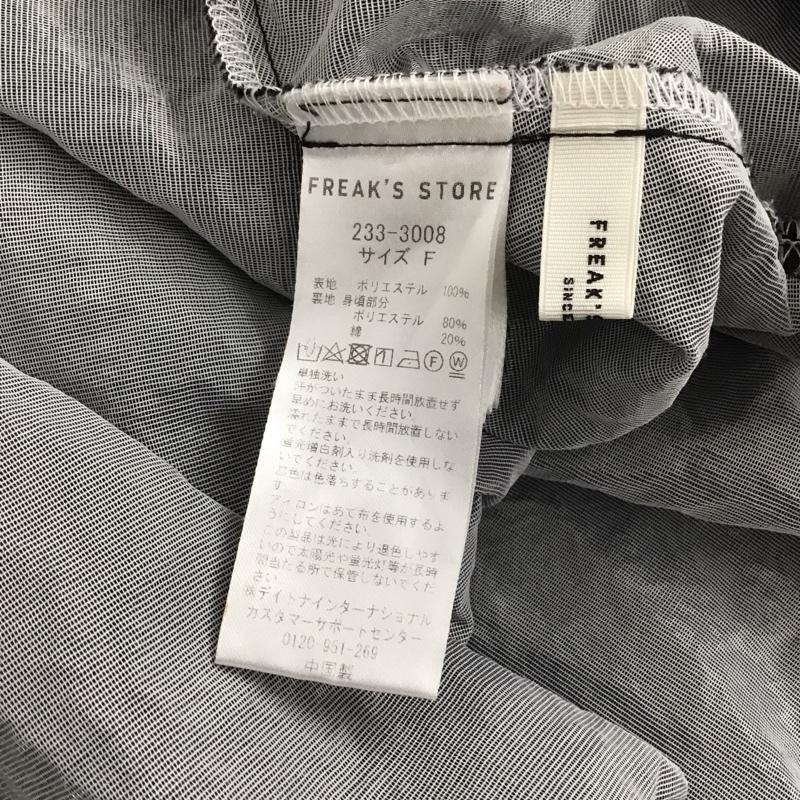 FREAK'S STORE
233-3008
サイズ F
表地 ポリエステル 100%
裏地 身頃部分
ポリエステル 80%
綿 20%
単独洗い
汗がついたまま長時間放置せず
早めにお洗いください。
濡れたままで長時間放置しない
でください。
蛍光増白剤入り洗剤を使用しな
いでください。
濃色は色落ちすることがありま
す。
アイロンはあて布を使用するよ
うにしてください。
この製品は光により退色しやす
いので太陽光や蛍光灯等が長時
間当たる所で保管しないでくだ
さい。
㈱デイトナインターナショナル
カスタマーサポートセンター
0120-951-269
中国製
FREAK'S
SINCE